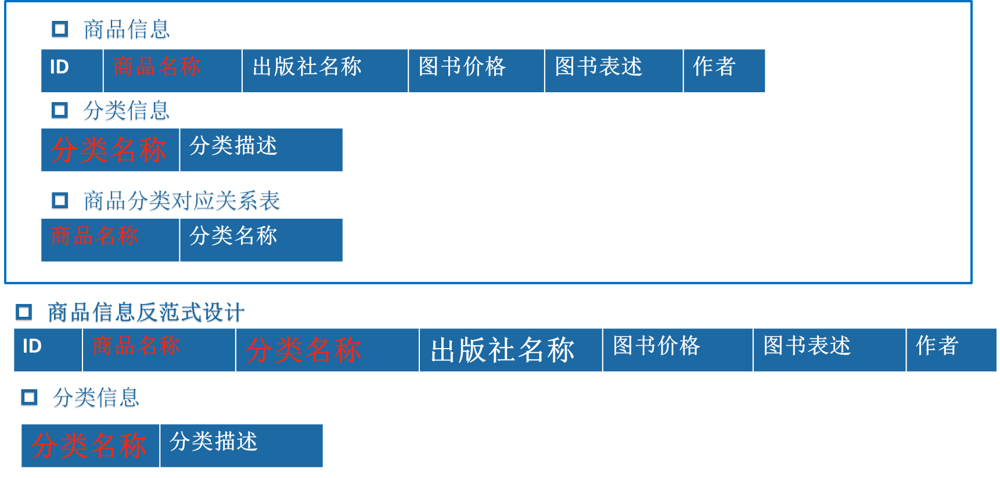 商品信息
ID 商品名称 出版社名称 图书价格 图书表述 作者
分类信息
分类名称 分类描述
商品分类对应关系表
商品名称 分类名称
商品信息反范式设计
ID 商品名称 分类名称 出版社名称 图书价格 图书表述 作者
分类信息
分类名称 分类描述